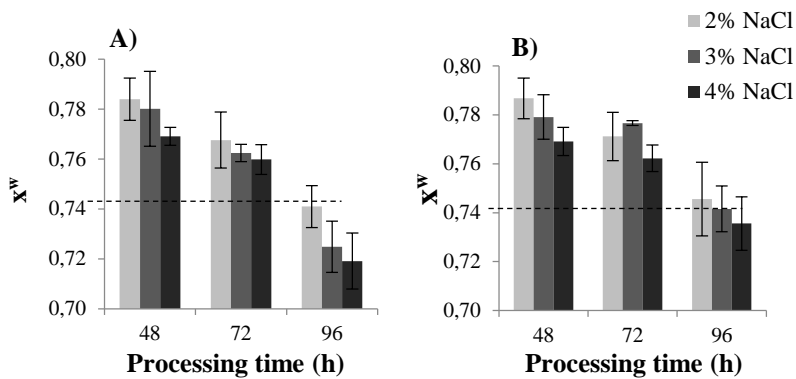 A)
0,80
0,78
0,76
0,74
0,72
0,70
x^w
48 72 96
Processing time (h)
B)
0,80
0,78
0,76
0,74
0,72
0,70
x^w
48 72 96
Processing time (h)
2% NaCl
3% NaCl
4% NaCl